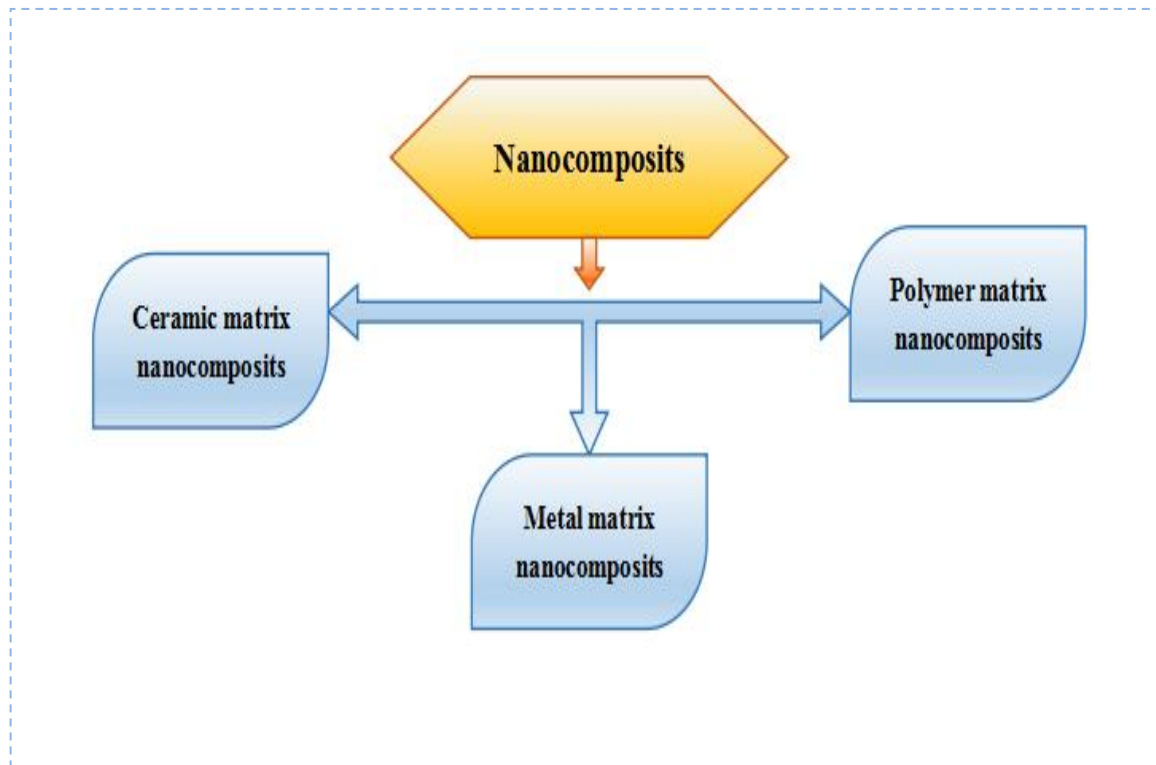 Nanocomposits
Ceramic matrix
nanocomposits
Polymer matrix
nanocomposits
Metal matrix
nanocomposits